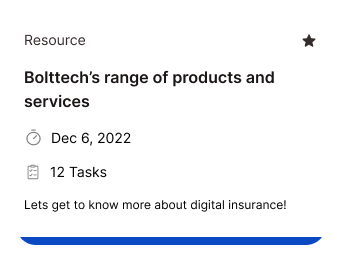 Resource
Bolttech’s range of products and
services
Dec 6, 2022
12 Tasks
Lets get to know more about digital insurance!